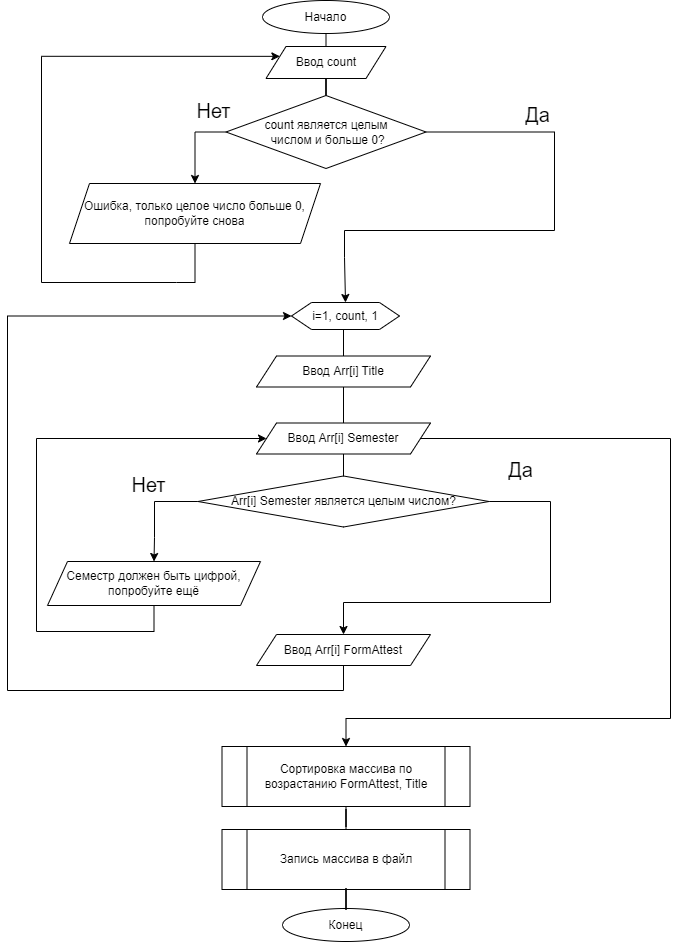 Начало
Ввод count
Нет
Да
count является целым
числом и больше 0?
Ошибка, только целое число больше 0,
попробуйте снова
i=1, count, 1
Ввод Arr[i] Title
Ввод Arr[i] Semester
Нет
Да
Arr[i] Semester является целым числом?
Семестр должен быть цифрой,
попробуйте ещё
Ввод Arr[i] FormAttest
Сортировка массива по
возрастанию FormAttest, Title
Запись массива в файл
Конец